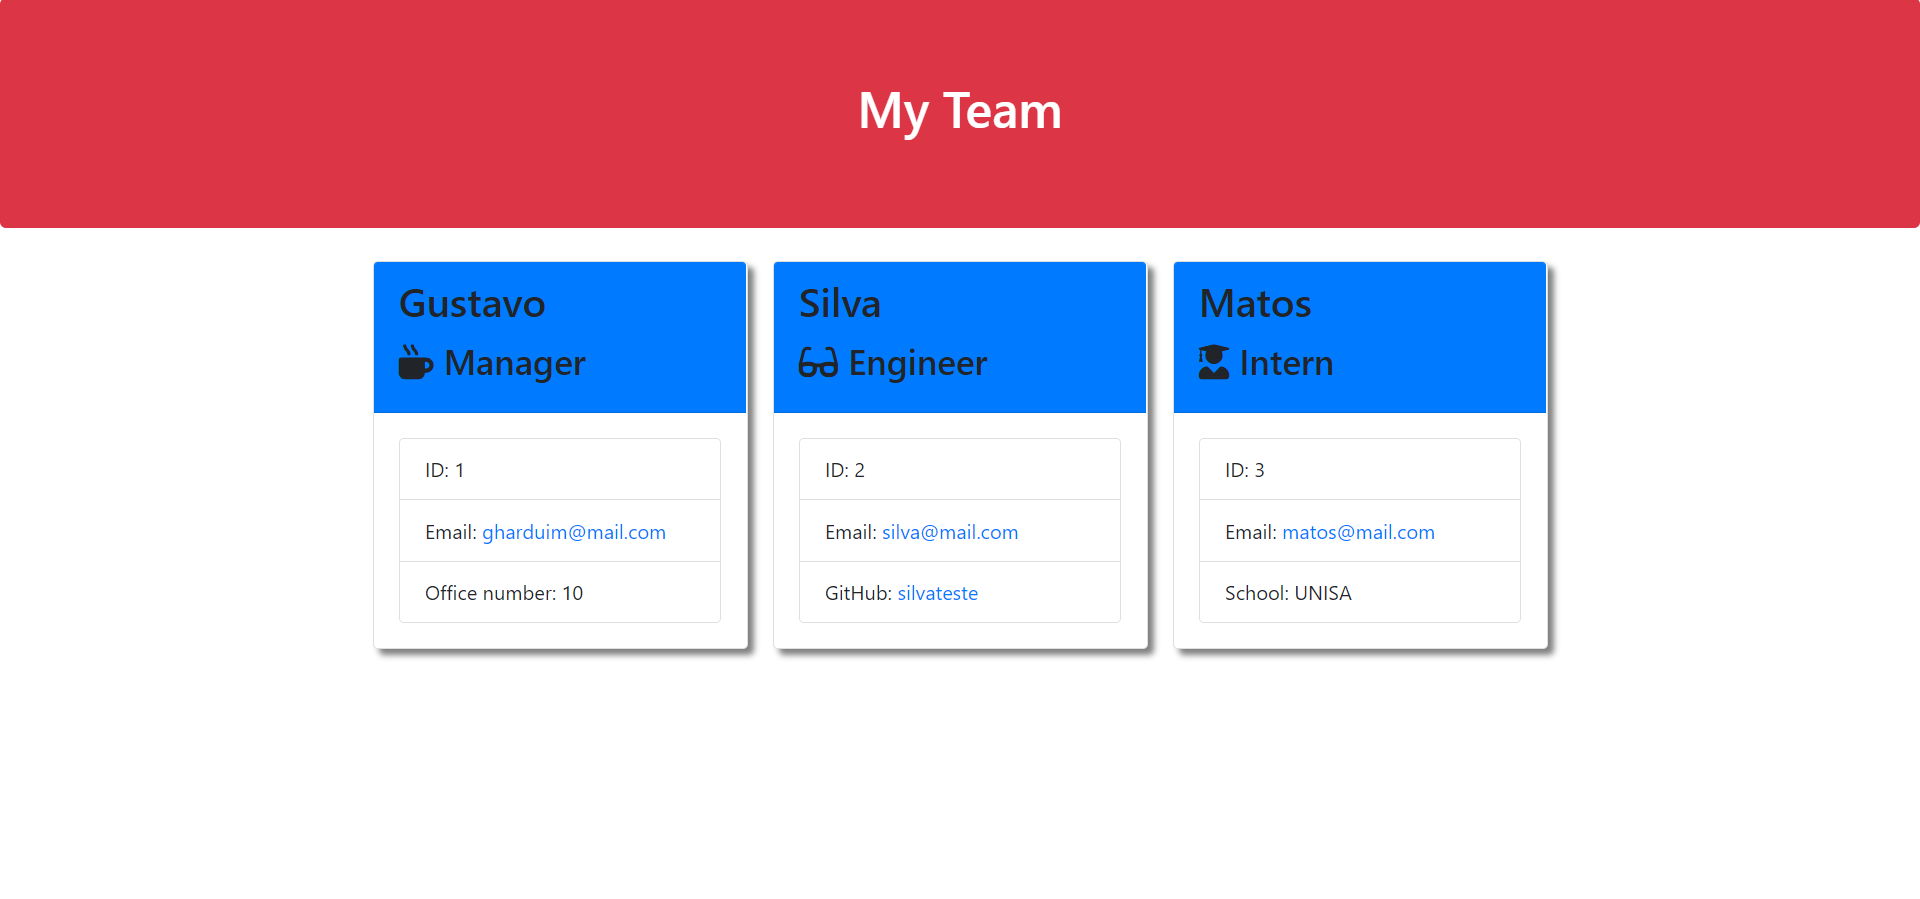 My Team
Gustavo
Manager
ID: 1
Email: gharduim@mail.com
Office number: 10
Silva
Engineer
ID: 2
Email: silva@mail.com
GitHub: silvateste
Matos
Intern
ID: 3
Email: matos@mail.com
School: UNISA